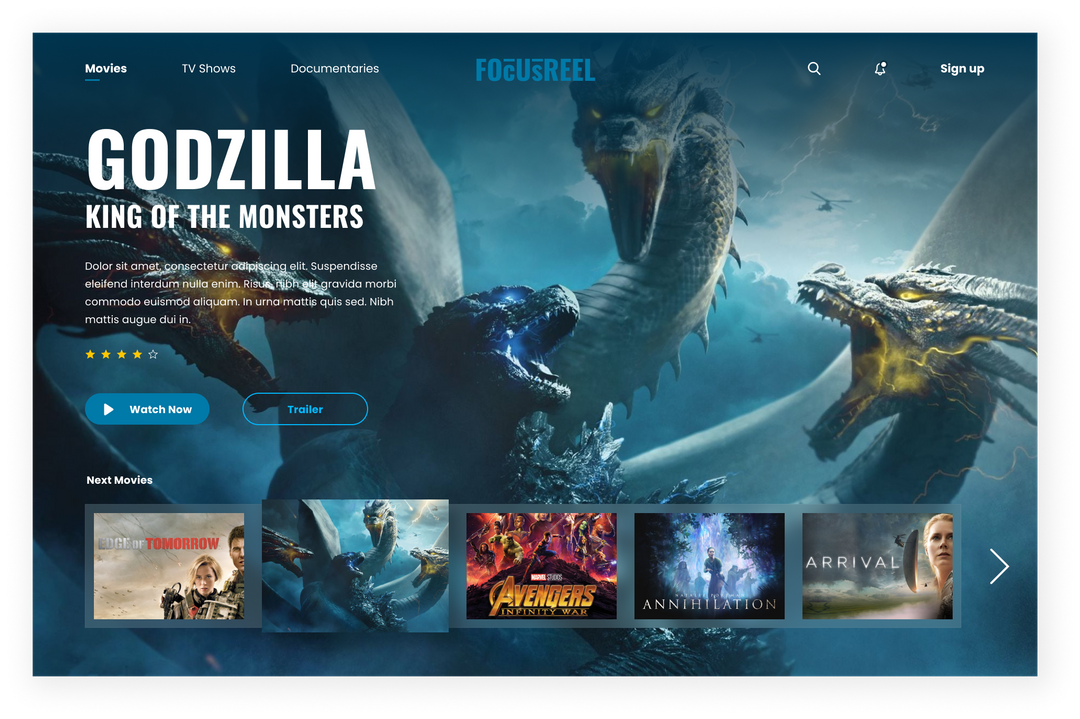 Movies
TV Shows
Documentaries
FOcUsREEL
Sign up
GODZILLA
KING OF THE MONSTERS
Dolor sit amet, consectetur adipiscing elit. Suspendisse
eleifend interdum nulla enim. Risus, nibh elit gravida morbi
commodo euismod aliquam. In urna mattis quis sed. Nibh
mattis augue dui in.
Watch Now
Trailer
Next Movies
EDGE OF TOMORROW
MARVEL STUDIOS
AVENGERS
INFINITY WAR
ANNIHILATION
ARRIVAL